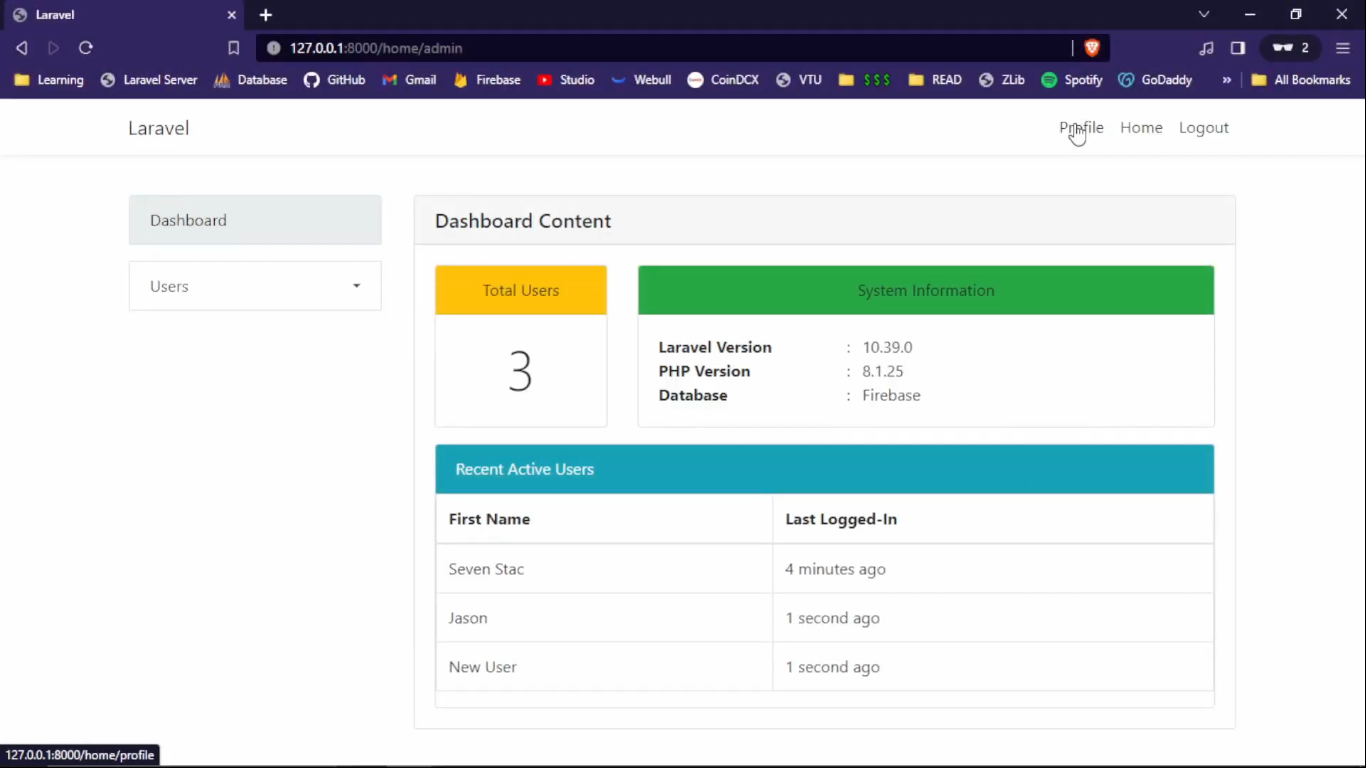 Laravel
127.0.0.1:8000/home/admin
2
Learning Laravel Server Database GitHub Gmail Firebase Studio Webull CoinDCX VTU $ $ $ READ ZLib Spotify GoDaddy » All Bookmarks
Laravel Profile Home Logout
Dashboard
Users
Dashboard Content
Total Users
3
System Information
Laravel Version : 10.39.0
PHP Version : 8.1.25
Database : Firebase
Recent Active Users
First Name Last Logged-In
Seven Stac 4 minutes ago
Jason 1 second ago
New User 1 second ago
127.0.0.1:8000/home/profile